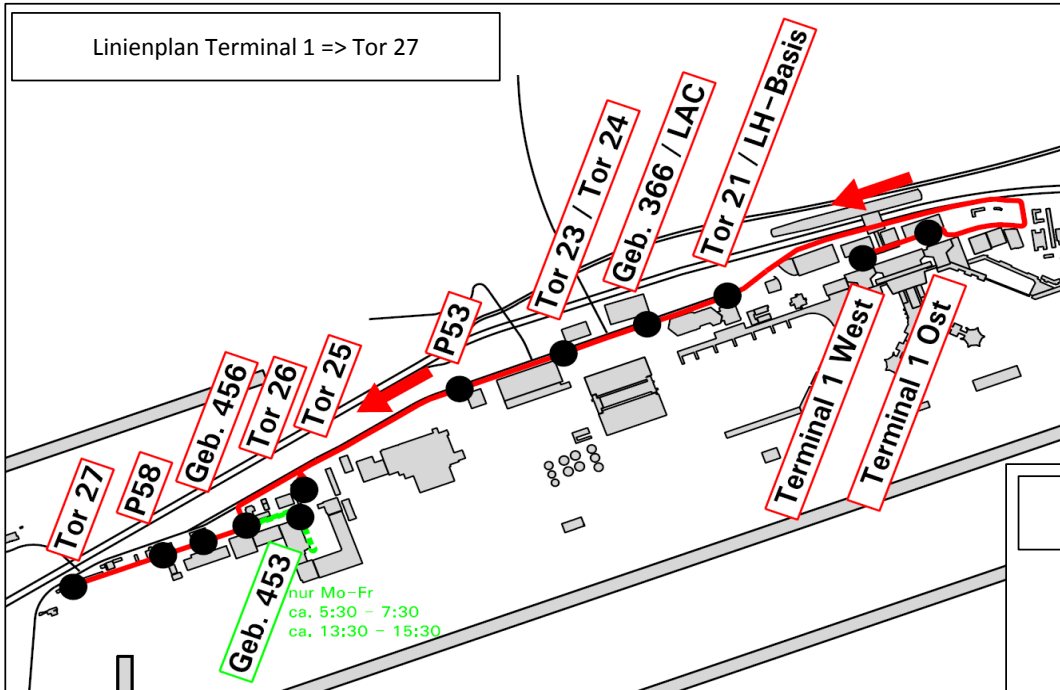 Linienplan Terminal 1 => Tor 27
Tor 27
P58
Geb. 456
Tor 26
Tor 25
P53
Tor 23 / Tor 24
Geb. 366 / LAC
Tor 21 / LH-Basis
Terminal 1 West
Terminal 1 Ost
Geb. 453
nur Mo-Fr
ca. 5:30 - 7:30
ca. 13:30 - 15:30